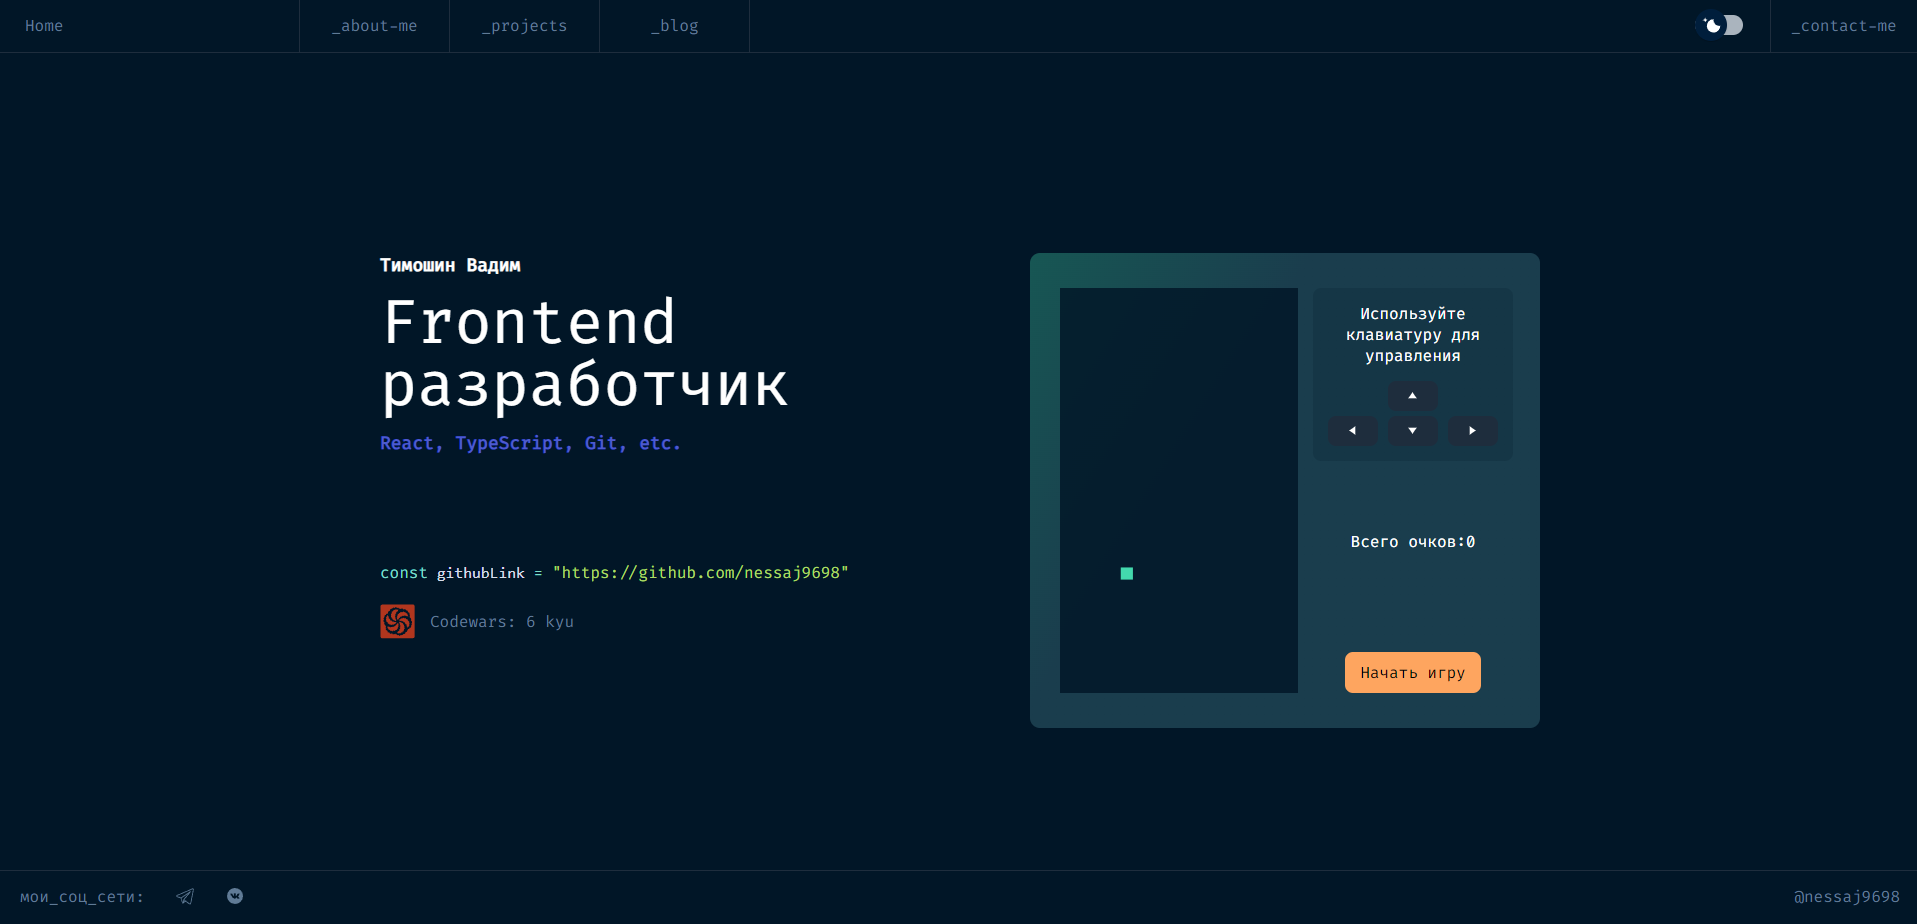 Home
_about-me
_projects
_blog
_contact-me
Тимошин Вадим
Frontend
разработчик
React, TypeScript, Git, etc.
const githubLink = "https://github.com/nessaj9698"
Codewars: 6 kyu
Используйте
клавиатуру для
управления
Всего очков:0
Начать игру
мои_соц_сети:
@nessaj9698